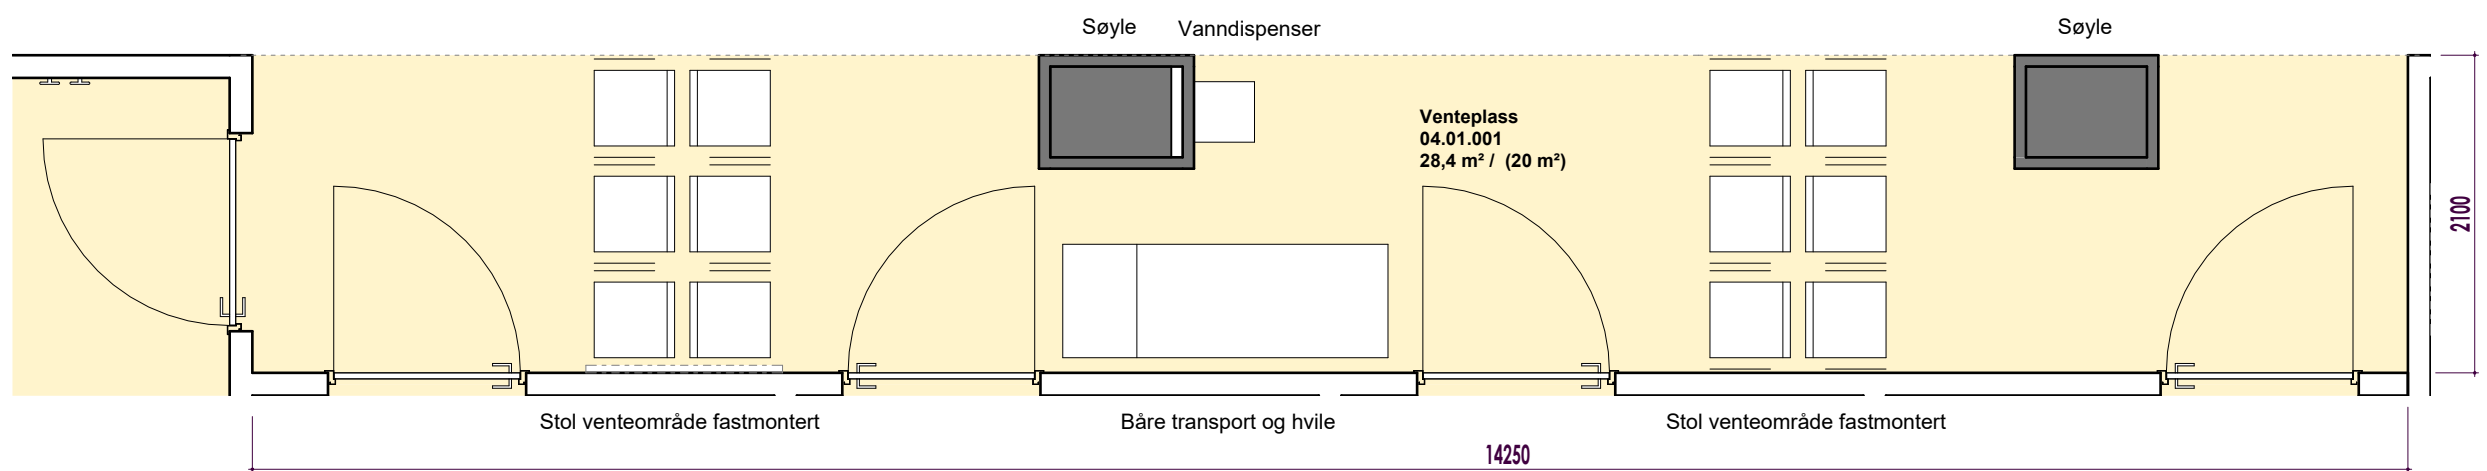 Søyle
Vanndispenser
Søyle
Venteplass
04.01.001
28,4 m² / (20 m²)
2100
Stol venteområde fastmontert
Båre transport og hvile
Stol venteområde fastmontert
14250